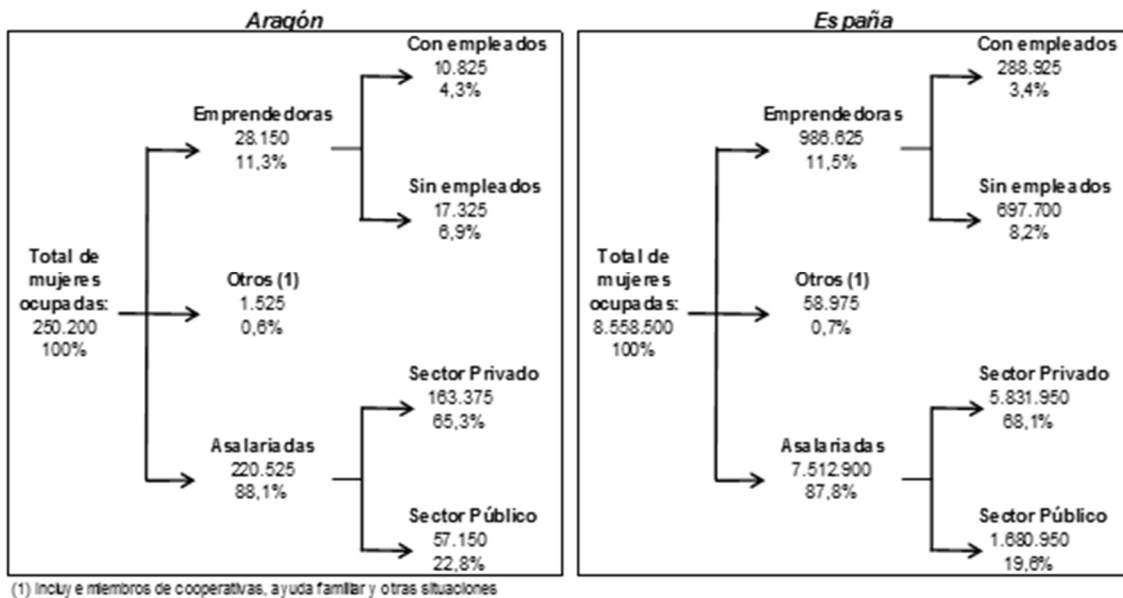 Aragón
Con empleados
10.825
4,3%
Emprendedoras
28.150
11,3%
Sin empleados
17.325
6,9%
Total de
mujeres
ocupadas:
250.200
100%
Otros (1)
1.525
0,6%
Sector Privado
163.375
65,3%
Asalariadas
220.525
88,1%
Sector Público
57.150
22,8%
España
Con empleados
288.925
3,4%
Emprendedoras
986.625
11,5%
Sin empleados
697.700
8,2%
Total de
mujeres
ocupadas:
8.558.500
100%
Otros (1)
58.975
0,7%
Sector Privado
5.831.950
68,1%
Asalariadas
7.512.900
87,8%
Sector Público
1.680.950
19,6%
(1) Incluye miembros de cooperativas, ayuda familiar y otras situaciones